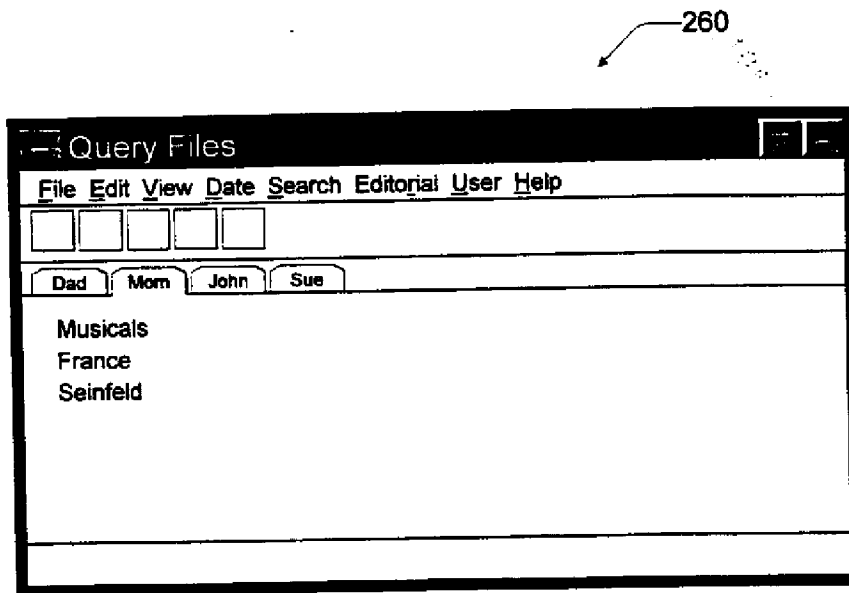 260
Query Files
File Edit View Date Search Editorial User Help
Dad Mom John Sue
Musicals
France
Seinfeld